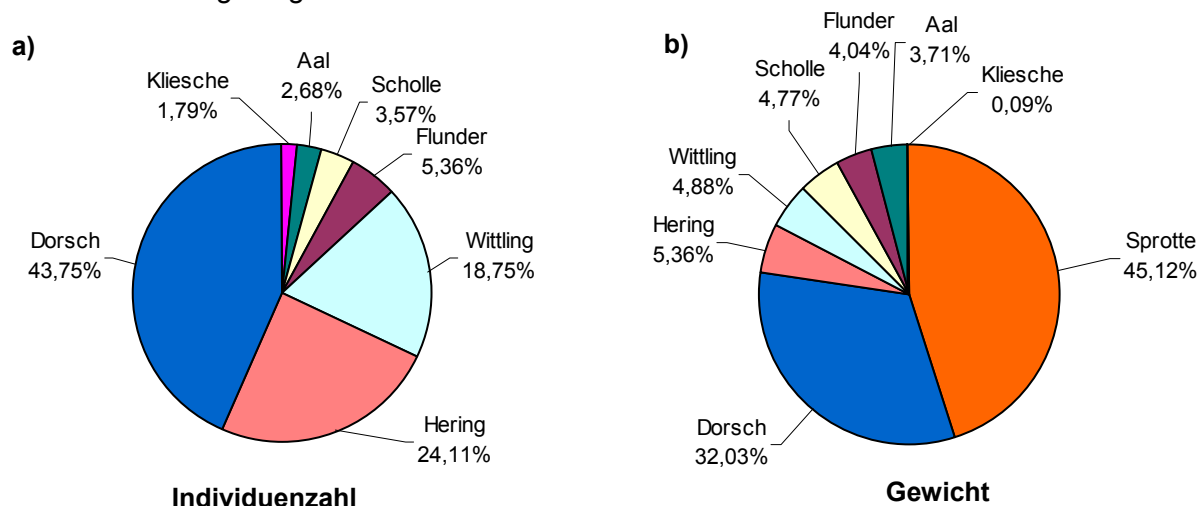 a)
Kliesche
1,79%
Aal
2,68%
Scholle
3,57%
Flunder
5,36%
Wittling
18,75%
Hering
24,11%
Dorsch
43,75%
Individuenzahl
b)
Flunder
4,04%
Aal
3,71%
Kliesche
0,09%
Scholle
4,77%
Wittling
4,88%
Hering
5,36%
Sprotte
45,12%
Dorsch
32,03%
Gewicht